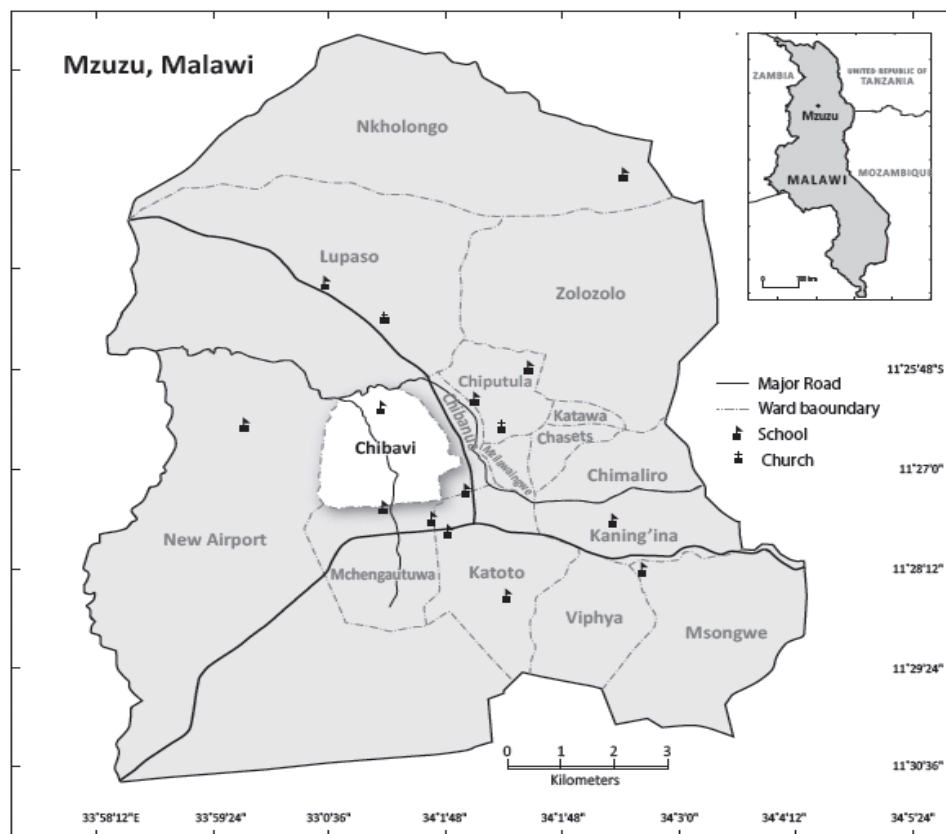 Mzuzu, Malawi
ZAMBIA
UNITED REPUBLIC OF
TANZANIA
Mzuzu
MALAWI
MOZAMBIQUE
0
Nkholongo
Lupaso
Zolozolo
Chiputula
Chibanua
Katawa
Chasets
Chibavi
Chimaliro
New Airport
Kaning'ina
Mchengautuwa
Katoto
Viphya
Msongwe
Major Road
Ward baoundary
School
Church
0 1 2 3
Kilometers
11°25'48"S
11°27'0"
11°28'12"
11°29'24"
11°30'36"
33°58'12"E 33°59'24" 34°0'36" 34°1'48" 34°1'48" 34°3'0" 34°4'12" 34°5'24"